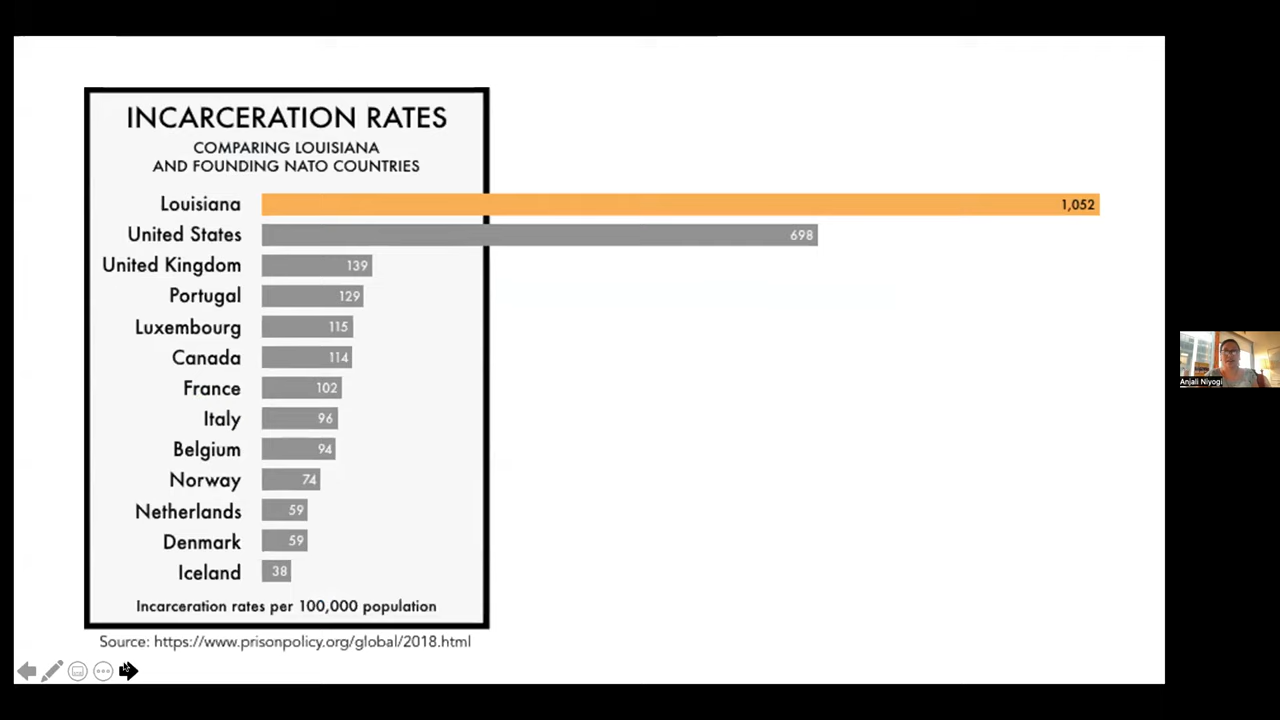 INCARCERATION RATES
COMPARING LOUISIANA
AND FOUNDING NATO COUNTRIES
Louisiana 1,052
United States 698
United Kingdom 139
Portugal 129
Luxembourg 115
Canada 114
France 102
Italy 96
Belgium 94
Norway 74
Netherlands 59
Denmark 59
Iceland 38
Incarceration rates per 100,000 population
Source: https://www.prisonpolicy.org/global/2018.html
Anjali Niyogi